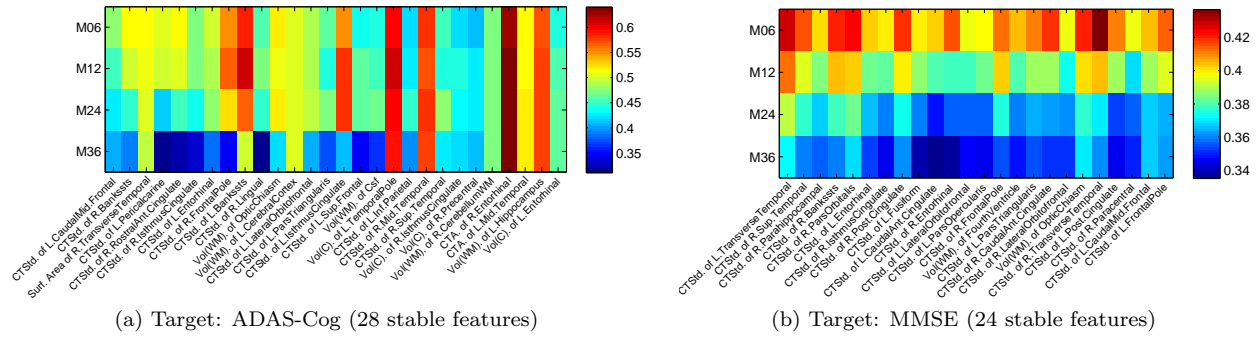 M06
M12
M24
M36
0.6
0.55
0.5
0.45
0.4
0.35
CTStd. of L.CaudalMid.Frontal
CTStd. of R.Bankssts
Surf. Area of R.TransverseTemporal
CTStd. of L.Pericalcarine
CTStd. of R.RostralAnt.Cingulate
CTStd. of R.IsthmusCingulate
CTStd. of L.Entorhinal
CTStd. of R.FrontalPole
CTStd. of L.Bankssts
CTStd. of R.Lingual
Vol(WM). of OpticChiasm
Vol(WM). of L.CerebralCortex
CTStd. of L.LateralOrbitofrontal
CTStd. of L.ParsTriangularis
CTStd. of L.IsthmusCingulate
CTStd. of L.Sup.Frontal
Vol(WM). of Csf
Vol(C). of L.TemporalPole
CTStd. of L.Inf.Parietal
CTStd. of R.Mid.Temporal
CTStd. of R.Sup.Temporal
Vol(C). of R.IsthmusCingulate
Vol(C). of R.Precentral
Vol(WM). of R.CerebellumWM
CTA. of R.Entorhinal
CTA. of L.Mid.Temporal
Vol(WM). of L.Hippocampus
Vol(C). of L.Entorhinal
(a) Target: ADAS-Cog (28 stable features)
M06
M12
M24
M36
0.42
0.4
0.38
0.36
0.34
CTStd. of L.TransverseTemporal
CTStd. of R.Sup.Temporal
CTStd. of R.Parahippocampal
CTStd. of R.Bankssts
CTStd. of R.ParsOrbitalis
CTStd. of L.Entorhinal
CTStd. of R.IsthmusCingulate
CTStd. of R.PostCingulate
CTStd. of L.Fusiform
CTStd. of L.CaudalAnt.Cingulate
CTStd. of R.Entorhinal
CTStd. of L.LateralOrbitofrontal
CTStd. of L.ParsOpercularis
CTStd. of R.FrontalPole
Vol(WM). of FourthVentricle
CTStd. of L.ParsTriangularis
CTStd. of R.CaudalAnt.Cingulate
CTStd. of R.LateralOrbitofrontal
Vol(WM). of OpticChiasm
CTStd. of R.TransverseTemporal
CTStd. of L.PosteriorCingulate
CTStd. of R.Paracentral
CTStd. of L.CaudalMid.Frontal
CTStd. of L.FrontalPole
(b) Target: MMSE (24 stable features)